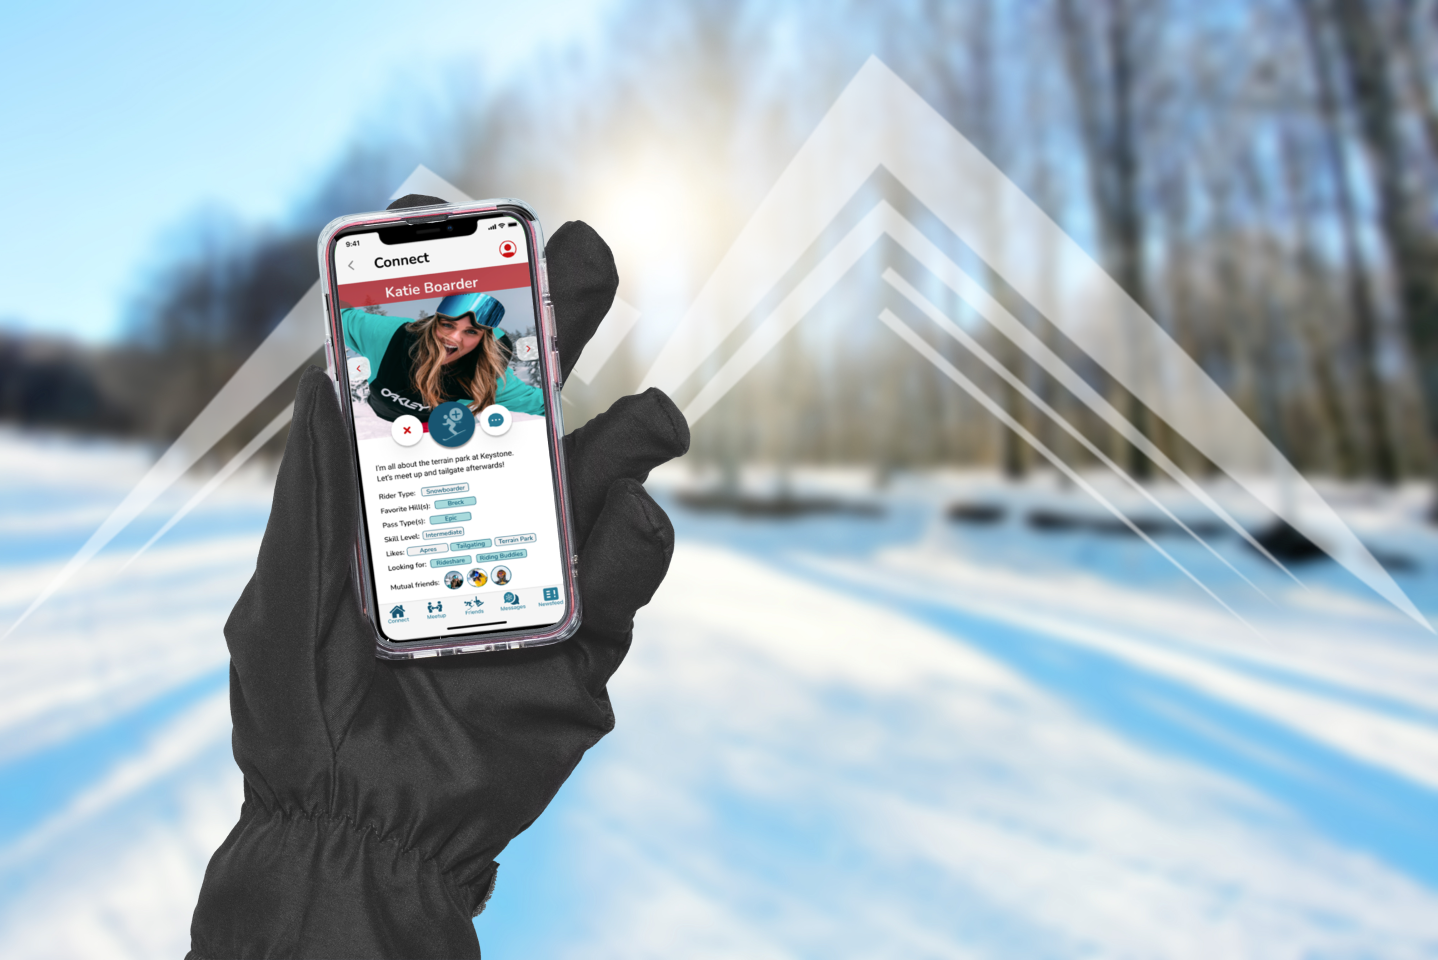 9:41
Connect
Katie Boarder
OAKLEY
I'm all about the terrain park at Keystone.
Let's meet up and tailgate afterwards!
Rider Type: Snowboarder
Favorite Hill(s): Breck
Pass Type(s): Epic
Skill Level: Intermediate
Likes: Apres Tailgating Terrain Park
Looking for: Rideshare Riding Buddies
Mutual friends:
Connect Meetup Friends Messages Newsfeed